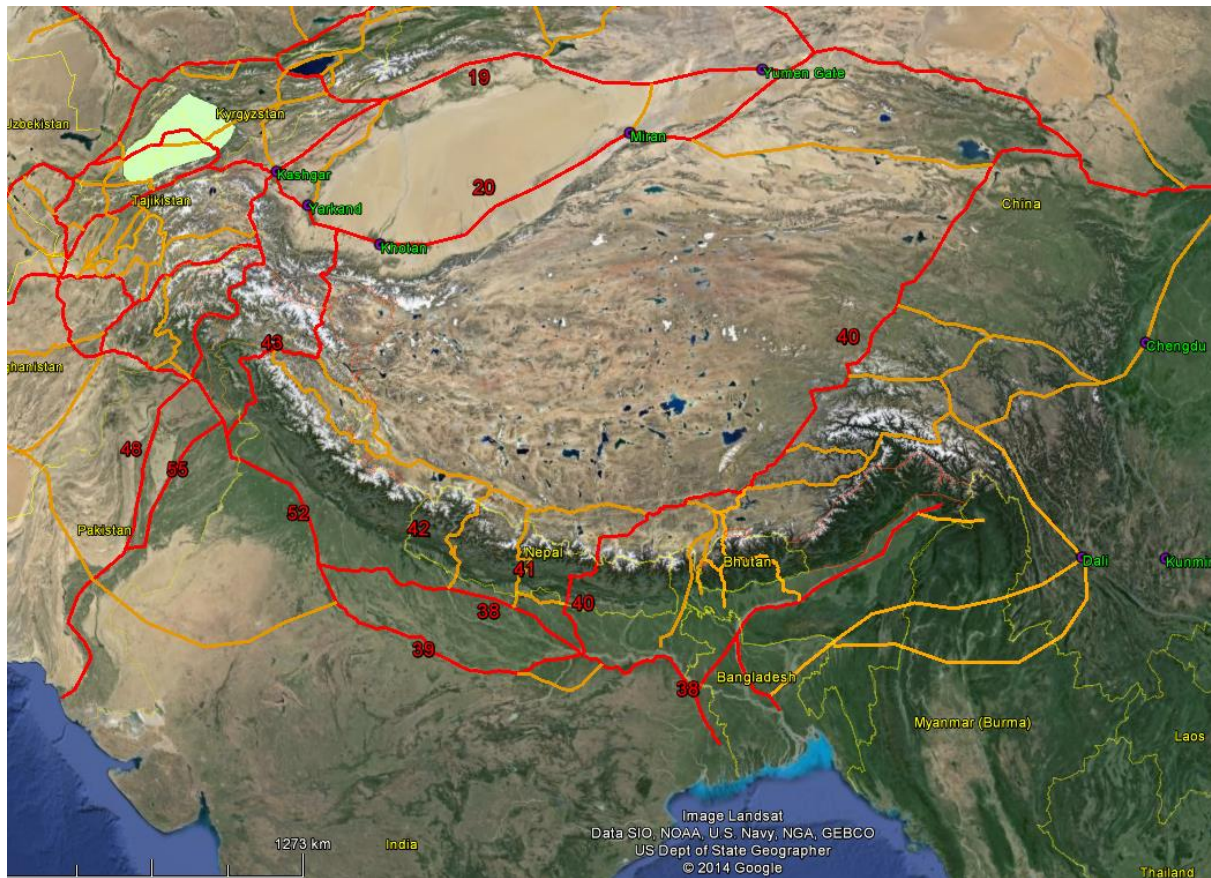 19
Yumen Gate
Kyrgyzstan
Uzbekistan
Miran
Kashgar
20
Tajikistan
Yarkand
China
Khotan
43
40
Chengdu
ghanistan
48
55
52
42
Pakistan
Nepal
41
Bhutan
Dali
Kunmin
40
38
39
Bangladesh
38
Myanmar (Burma)
Laos
Image Landsat
Data SIO, NOAA, U.S. Navy, NGA, GEBCO
US Dept of State Geographer
© 2014 Google
1273 km
India
Thailand